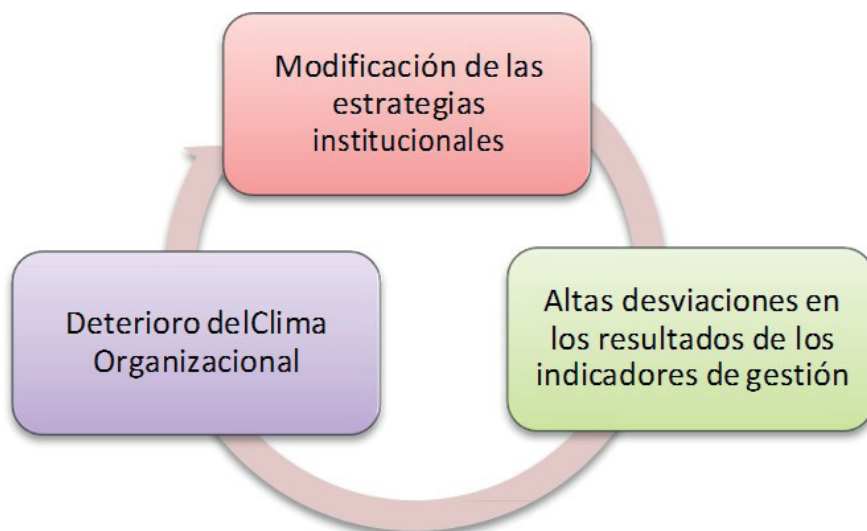 Modificación de las
estrategias
institucionales
Altas desviaciones en
los resultados de los
indicadores de gestión
Deterioro delClima
Organizacional